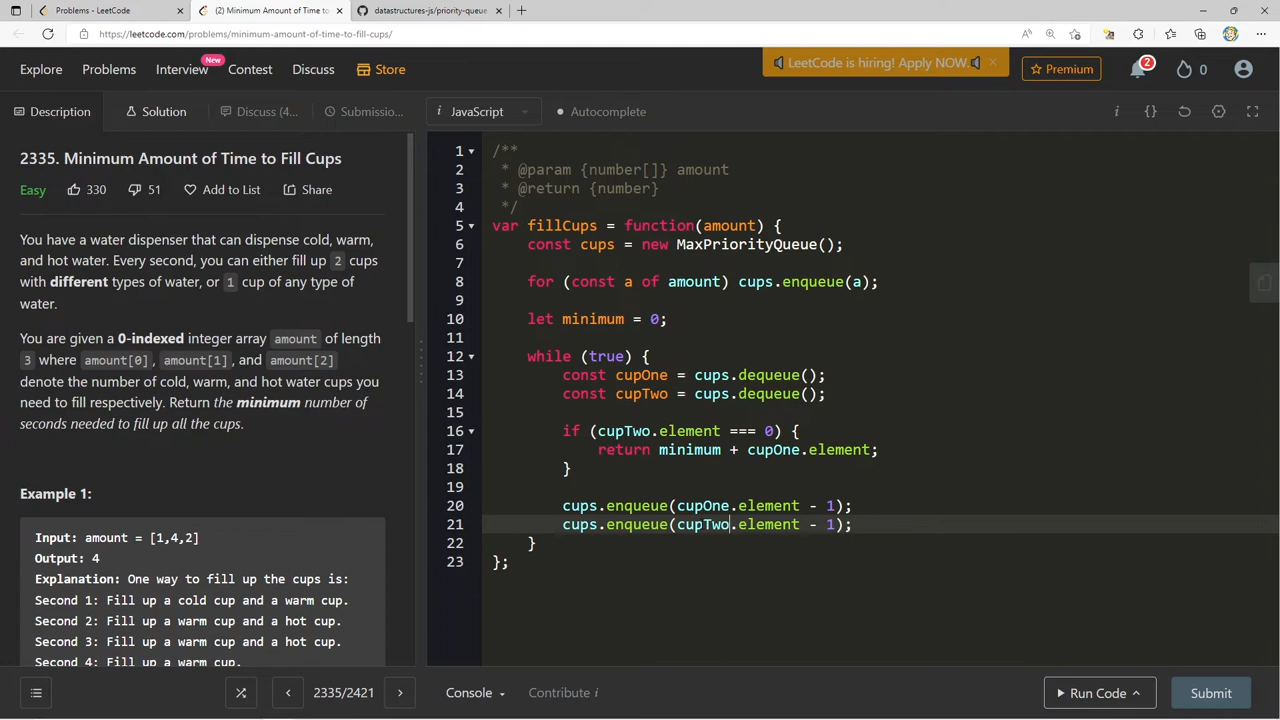 Problems - LeetCode
(2) Minimum Amount of Time to
datastructures-js/priority-queue
https://leetcode.com/problems/minimum-amount-of-time-to-fill-cups/
Explore
Problems
Interview
New
Contest
Discuss
Store
LeetCode is hiring! Apply NOW.
Premium
2
0
Description
Solution
Discuss (4...
Submissio...
i JavaScript
Autocomplete
i {}
2335. Minimum Amount of Time to Fill Cups
Easy 330 51 Add to List Share
You have a water dispenser that can dispense cold, warm,
and hot water. Every second, you can either fill up 2 cups
with different types of water, or 1 cup of any type of
water.
You are given a 0-indexed integer array amount of length
3 where amount[0], amount[1], and amount[2]
denote the number of cold, warm, and hot water cups you
need to fill respectively. Return the minimum number of
seconds needed to fill up all the cups.
Example 1:
Input: amount = [1,4,2]
Output: 4
Explanation: One way to fill up the cups is:
Second 1: Fill up a cold cup and a warm cup.
Second 2: Fill up a warm cup and a hot cup.
Second 3: Fill up a warm cup and a hot cup.
Second 4: Fill up a warm cup.
1 /**
2 * @param {number[]} amount
3 * @return {number}
4 */
5 var fillCups = function(amount) {
6 const cups = new MaxPriorityQueue();
7
8 for (const a of amount) cups.enqueue(a);
9
10 let minimum = 0;
11
12 while (true) {
13 const cupOne = cups.dequeue();
14 const cupTwo = cups.dequeue();
15
16 if (cupTwo.element === 0) {
17 return minimum + cupOne.element;
18 }
19
20 cups.enqueue(cupOne.element - 1);
21 cups.enqueue(cupTwo.element - 1);
22 }
23 };
2335/2421
Console
Contribute i
Run Code
Submit